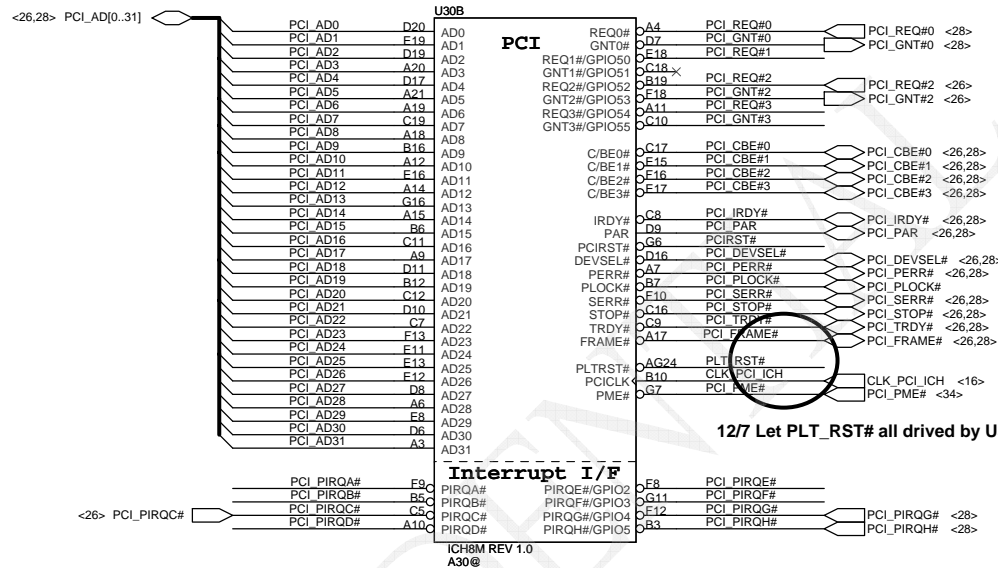 <26,28> PCI_AD[0..31]
U30B
PCI
PCI_AD0 D20 AD0
PCI_AD1 E19 AD1
PCI_AD2 D19 AD2
PCI_AD3 A20 AD3
PCI_AD4 D17 AD4
PCI_AD5 A21 AD5
PCI_AD6 A19 AD6
PCI_AD7 C19 AD7
PCI_AD8 A18 AD8
PCI_AD9 B16 AD9
PCI_AD10 A12 AD10
PCI_AD11 E16 AD11
PCI_AD12 A14 AD12
PCI_AD13 G16 AD13
PCI_AD14 A15 AD14
PCI_AD15 B6 AD15
PCI_AD16 C11 AD16
PCI_AD17 A9 AD17
PCI_AD18 D11 AD18
PCI_AD19 B12 AD19
PCI_AD20 C12 AD20
PCI_AD21 D10 AD21
PCI_AD22 C7 AD22
PCI_AD23 F13 AD23
PCI_AD24 E11 AD24
PCI_AD25 E13 AD25
PCI_AD26 E12 AD26
PCI_AD27 D8 AD27
PCI_AD28 A6 AD28
PCI_AD29 E8 AD29
PCI_AD30 D6 AD30
PCI_AD31 A3 AD31
REQ0# A4 PCI_REQ#0 PCI_REQ#0 <28>
GNT0# D7 PCI_GNT#0 PCI_GNT#0 <28>
REQ1#/GPIO50 E18 PCI_REQ#1
GNT1#/GPIO51 C18
REQ2#/GPIO52 B19 PCI_REQ#2 PCI_REQ#2 <26>
GNT2#/GPIO53 F18 PCI_GNT#2 PCI_GNT#2 <26>
REQ3#/GPIO54 A11 PCI_REQ#3
GNT3#/GPIO55 C10 PCI_GNT#3
C/BE0# C17 PCI_CBE#0 PCI_CBE#0 <26,28>
C/BE1# E15 PCI_CBE#1 PCI_CBE#1 <26,28>
C/BE2# F16 PCI_CBE#2 PCI_CBE#2 <26,28>
C/BE3# E17 PCI_CBE#3 PCI_CBE#3 <26,28>
IRDY# C8 PCI_IRDY# PCI_IRDY# <26,28>
PAR D9 PCI_PAR PCI_PAR <26,28>
PCIRST# G6 PCIRST#
DEVSEL# D16 PCI_DEVSEL# PCI_DEVSEL# <26,28>
PERR# A7 PCI_PERR# PCI_PERR# <26,28>
PLOCK# B7 PCI_PLOCK# PCI_PLOCK#
SERR# F10 PCI_SERR# PCI_SERR# <26,28>
STOP# C16 PCI_STOP# PCI_STOP# <26,28>
TRDY# C9 PCI_TRDY# PCI_TRDY# <26,28>
FRAME# A17 PCI_FRAME# PCI_FRAME# <26,28>
PLTRST# AG24 PLT_RST#
PCICLK B10 CLK_PCI_ICH CLK_PCI_ICH <16>
PME# G7 PCI_PME# PCI_PME# <34>
12/7 Let PLT_RST# all drived by U
Interrupt I/F
PCI_PIRQA# F9 PIRQA# PIRQE#/GPIO2 F8 PCI_PIRQE#
PCI_PIRQB# B5 PIRQB# PIRQF#/GPIO3 G11 PCI_PIRQF#
<26> PCI_PIRQC# PCI_PIRQC# C5 PIRQC# PIRQG#/GPIO4 F12 PCI_PIRQG# PCI_PIRQG# <28>
PCI_PIRQD# A10 PIRQD# PIRQH#/GPIO5 B3 PCI_PIRQH# PCI_PIRQH# <28>
ICH8M REV 1.0
A30@